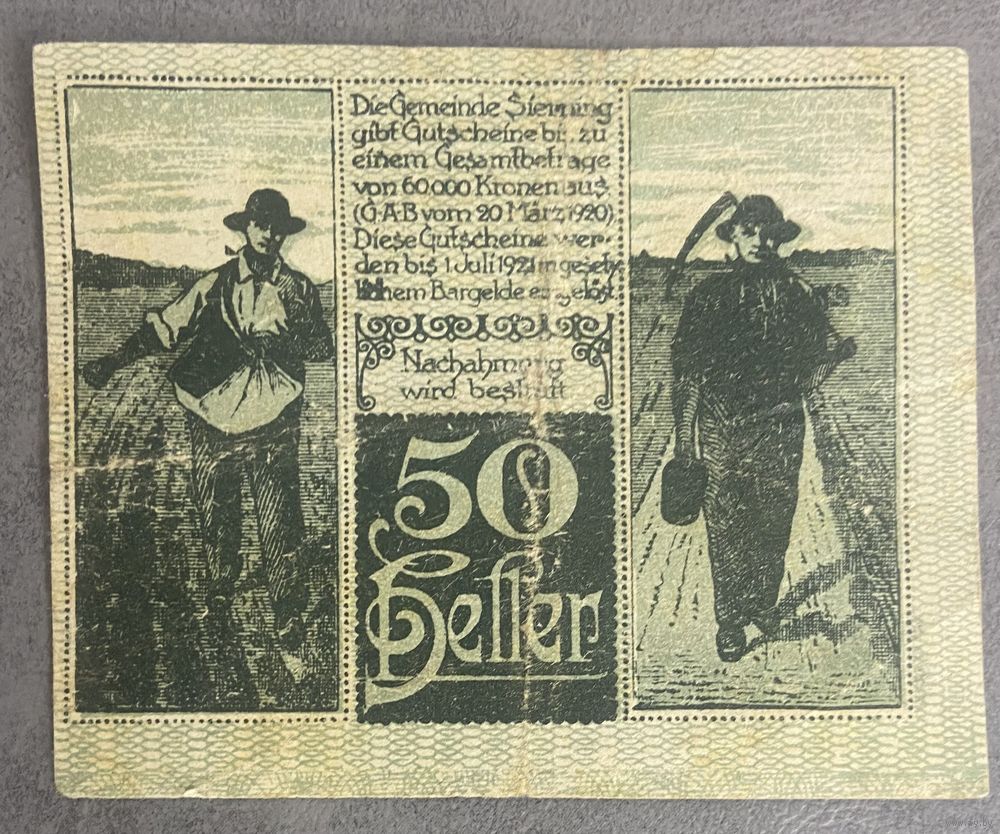 Die Gemeinde Sierning
gibt Gutscheine bis zu
einem Gesamtbetrage
von 60.000 Kronen aus
(G·A·B vom 20 März 1920).
Diese Gutscheine wer-
den bis 1 Juli 1921 in gesetz-
lichem Bargelde eingelöst.
Nachahmung
wird bestraft
50
Heller